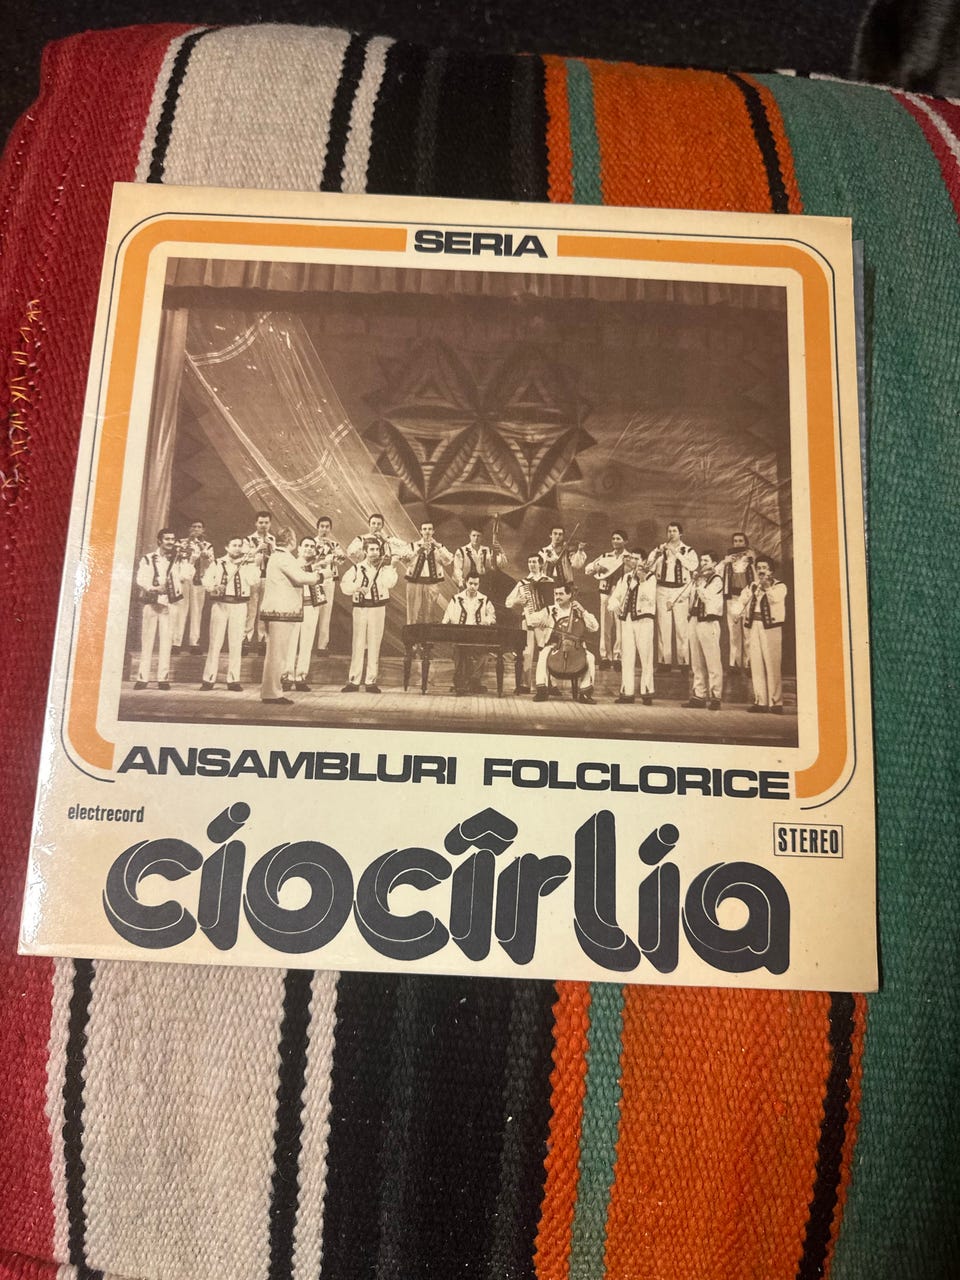 SERIA
ANSAMBLURI FOLCLORICE
electrecord
STEREO
ciocîrlia